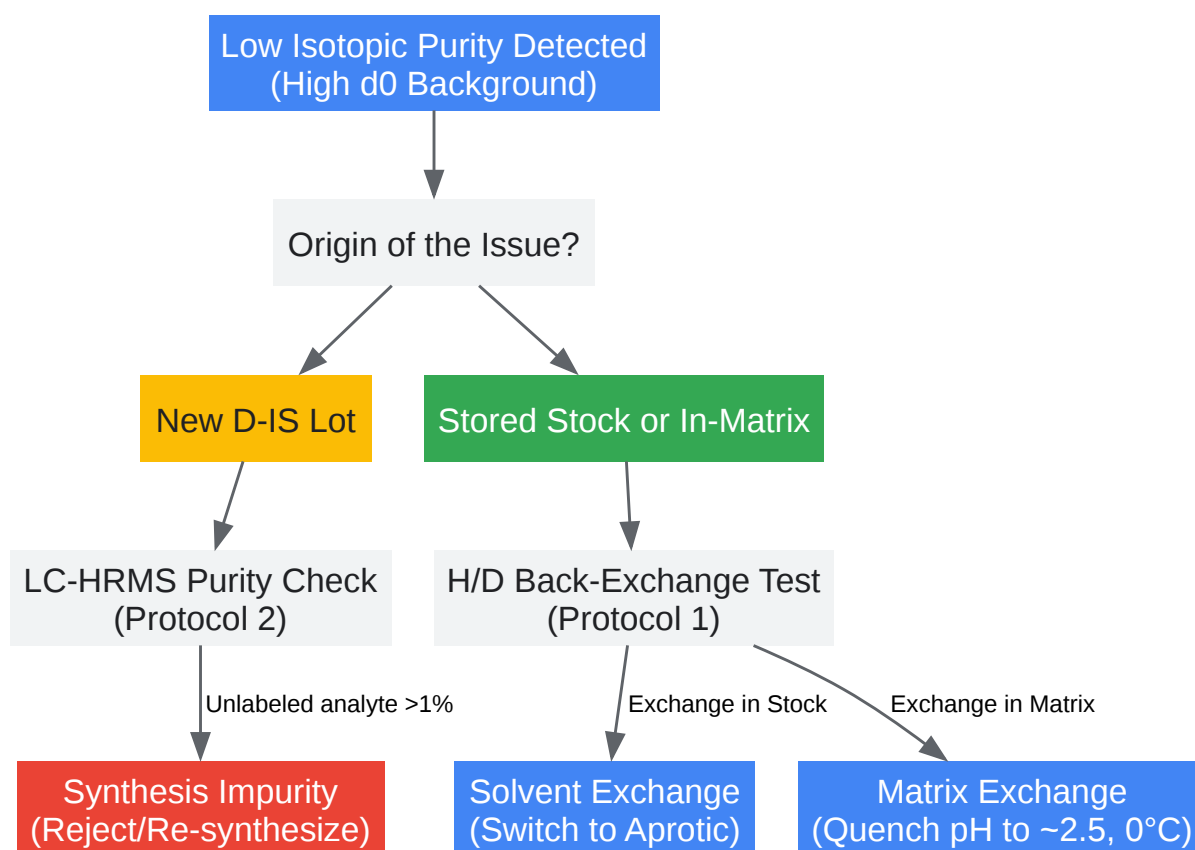 Low Isotopic Purity Detected
(High d0 Background)
Origin of the Issue?
New D-IS Lot
Stored Stock or In-Matrix
LC-HRMS Purity Check
(Protocol 2)
H/D Back-Exchange Test
(Protocol 1)
Unlabeled analyte >1%
Exchange in Stock
Exchange in Matrix
Synthesis Impurity
(Reject/Re-synthesize)
Solvent Exchange
(Switch to Aprotic)
Matrix Exchange
(Quench pH to ~2.5, 0°C)